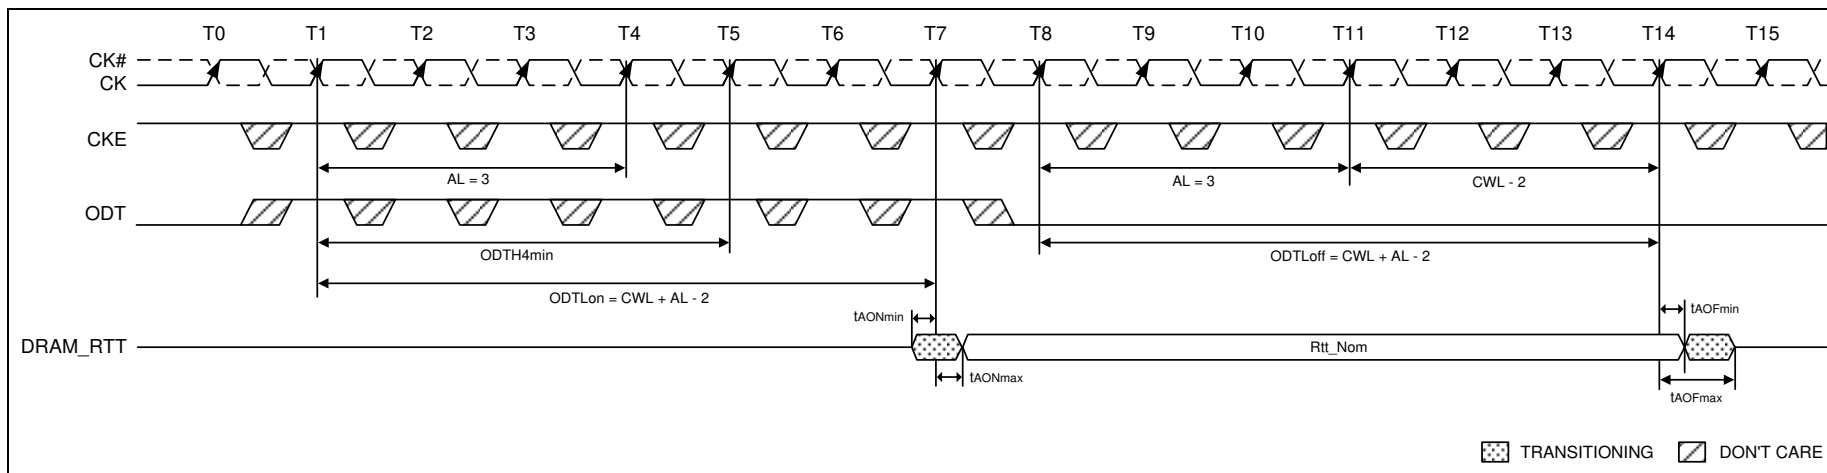 T0 T1 T2 T3 T4 T5 T6 T7 T8 T9 T10 T11 T12 T13 T14 T15
CK#
CK
CKE
AL = 3
AL = 3
CWL - 2
ODT
ODTH4min
ODTLoff = CWL + AL - 2
ODTLon = CWL + AL - 2
tAONmin
tAOFmin
DRAM_RTT
Rtt_Nom
tAONmax
tAOFmax
TRANSITIONING
DON'T CARE